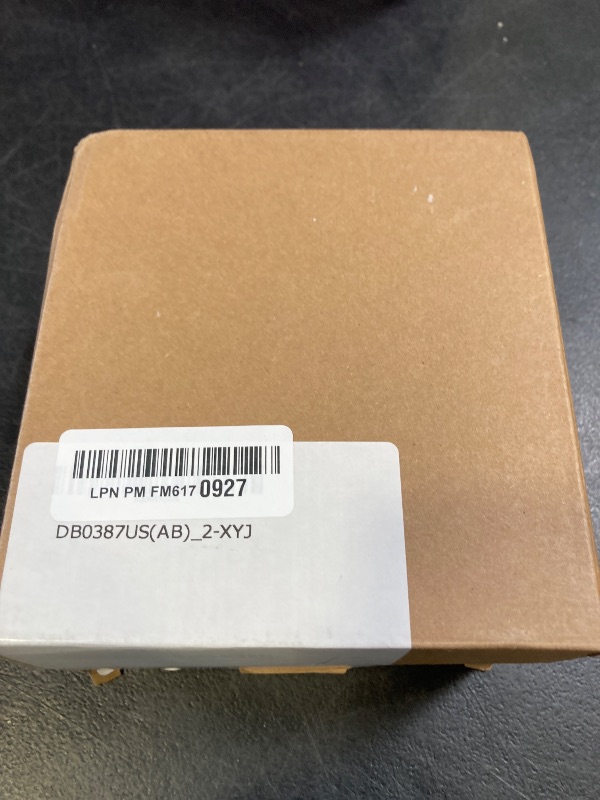 LPN PM FM617 0927
DB0387US(AB)_2-XYJ